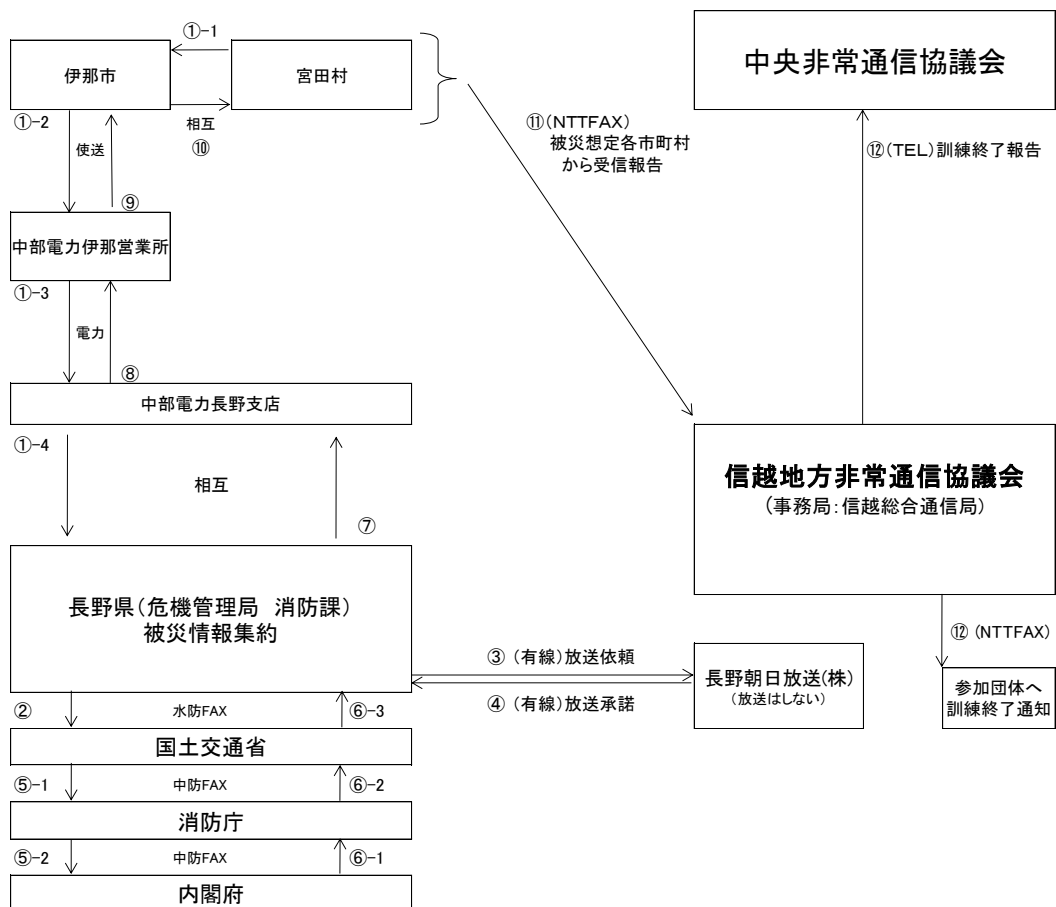 ①-1
伊那市
宮田村
中央非常通信協議会
①-2
相互
⑩
使送
⑨
⑪(NTTFAX)
被災想定各市町村
から受信報告
⑫(TEL)訓練終了報告
中部電力伊那営業所
①-3
電力
⑧
中部電力長野支店
①-4
相互
⑦
信越地方非常通信協議会
(事務局:信越総合通信局)
長野県(危機管理局 消防課)
被災情報集約
③ (有線)放送依頼
④ (有線)放送承諾
長野朝日放送(株)
(放送はしない)
⑫ (NTTFAX)
参加団体へ
訓練終了通知
② 水防FAX ⑥-3
国土交通省
⑤-1 中防FAX ⑥-2
消防庁
⑤-2 中防FAX ⑥-1
内閣府